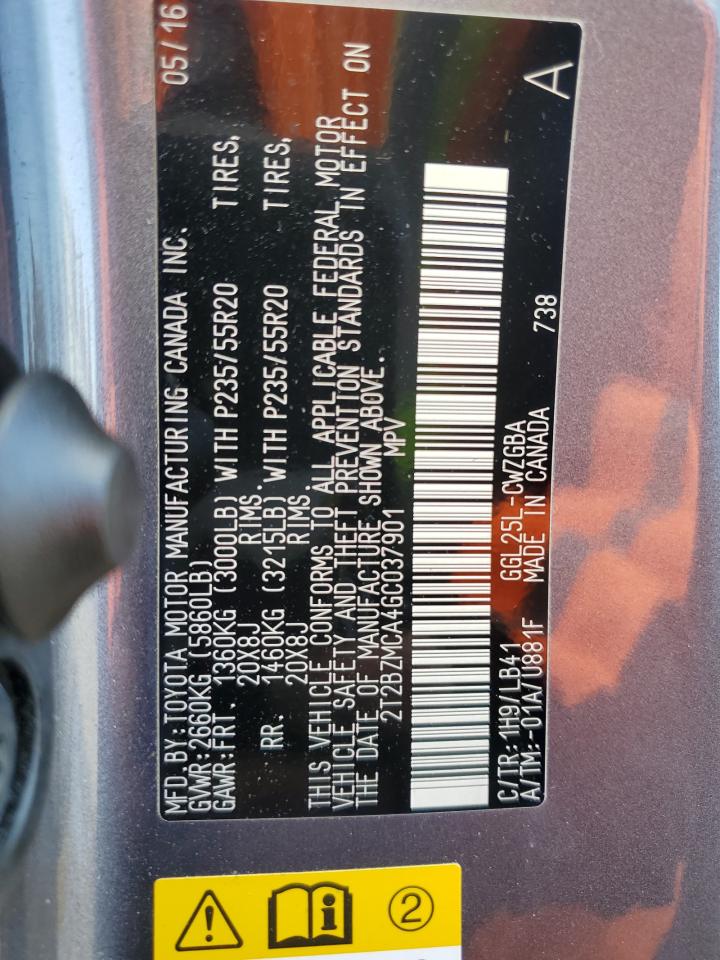 MFD. BY: TOYOTA MOTOR MANUFACTURING CANADA INC. 05/16
GVWR: 2660KG (5860LB)
GAWR: FRT. 1360KG (3000LB) WITH P235/55R20 TIRES,
20X8J RIMS.
RR. 1460KG (3215LB) WITH P235/55R20 TIRES,
20X8J RIMS
THIS VEHICLE CONFORMS TO ALL APPLICABLE FEDERAL MOTOR
VEHICLE SAFETY AND THEFT PREVENTION STANDARDS IN EFFECT ON
THE DATE OF MANUFACTURE SHOWN ABOVE.
2T2BZMCA4GC037901 MPV
C/TR: 1H9/LB41 GGL25L-CWZGBA
A/TM:-01A/U881F MADE IN CANADA 738 A
2